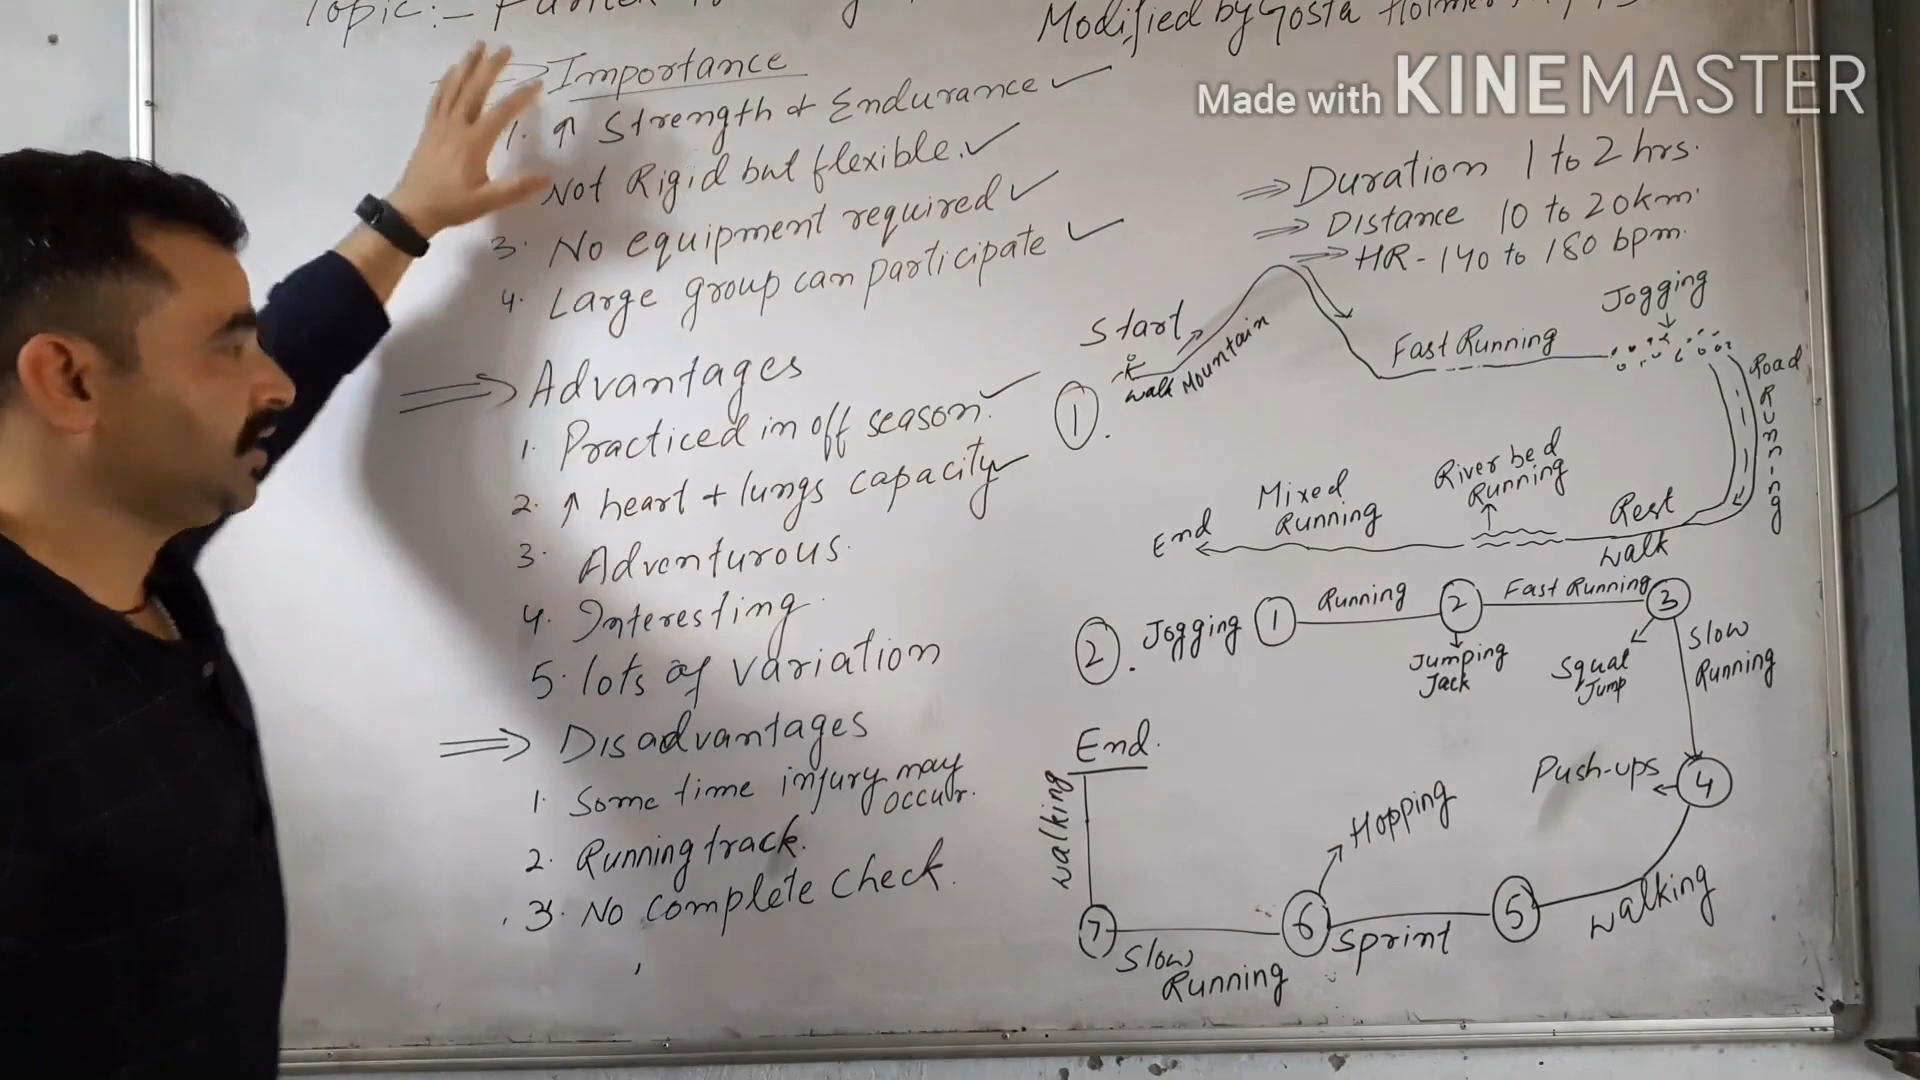 Topic:-
Modified by Gosta Holmer
Made with KINEMASTER
⇒ Importance
1. ↑ Strength & Endurance ✓
Not Rigid but flexible. ✓
3. No equipment required ✓
4. Large group can participate ✓
⇒ Advantages
1. Practiced in off season. ✓
2. ↑ heart + lungs capacity
3. Adventurous.
4. Interesting.
5. lots of variation
⇒ Disadvantages
1. Some time injury may occur.
2. Running track.
3. No complete check.
⇒ Duration 1 to 2 hrs.
⇒ Distance 10 to 20km.
⇒ HR - 140 to 180 bpm.
1.
Start
walk
Mountain
Fast Running
Jogging
Road Running
Rest
walk
River bed
Running
Mixed
Running
End
2. Jogging 1 Running 2 Fast Running 3
Jumping
Jack
Squat
Jump
Slow
Running
4
Push-ups
walking
5
Sprint
6
Hopping
Slow
Running
7
walking
End.